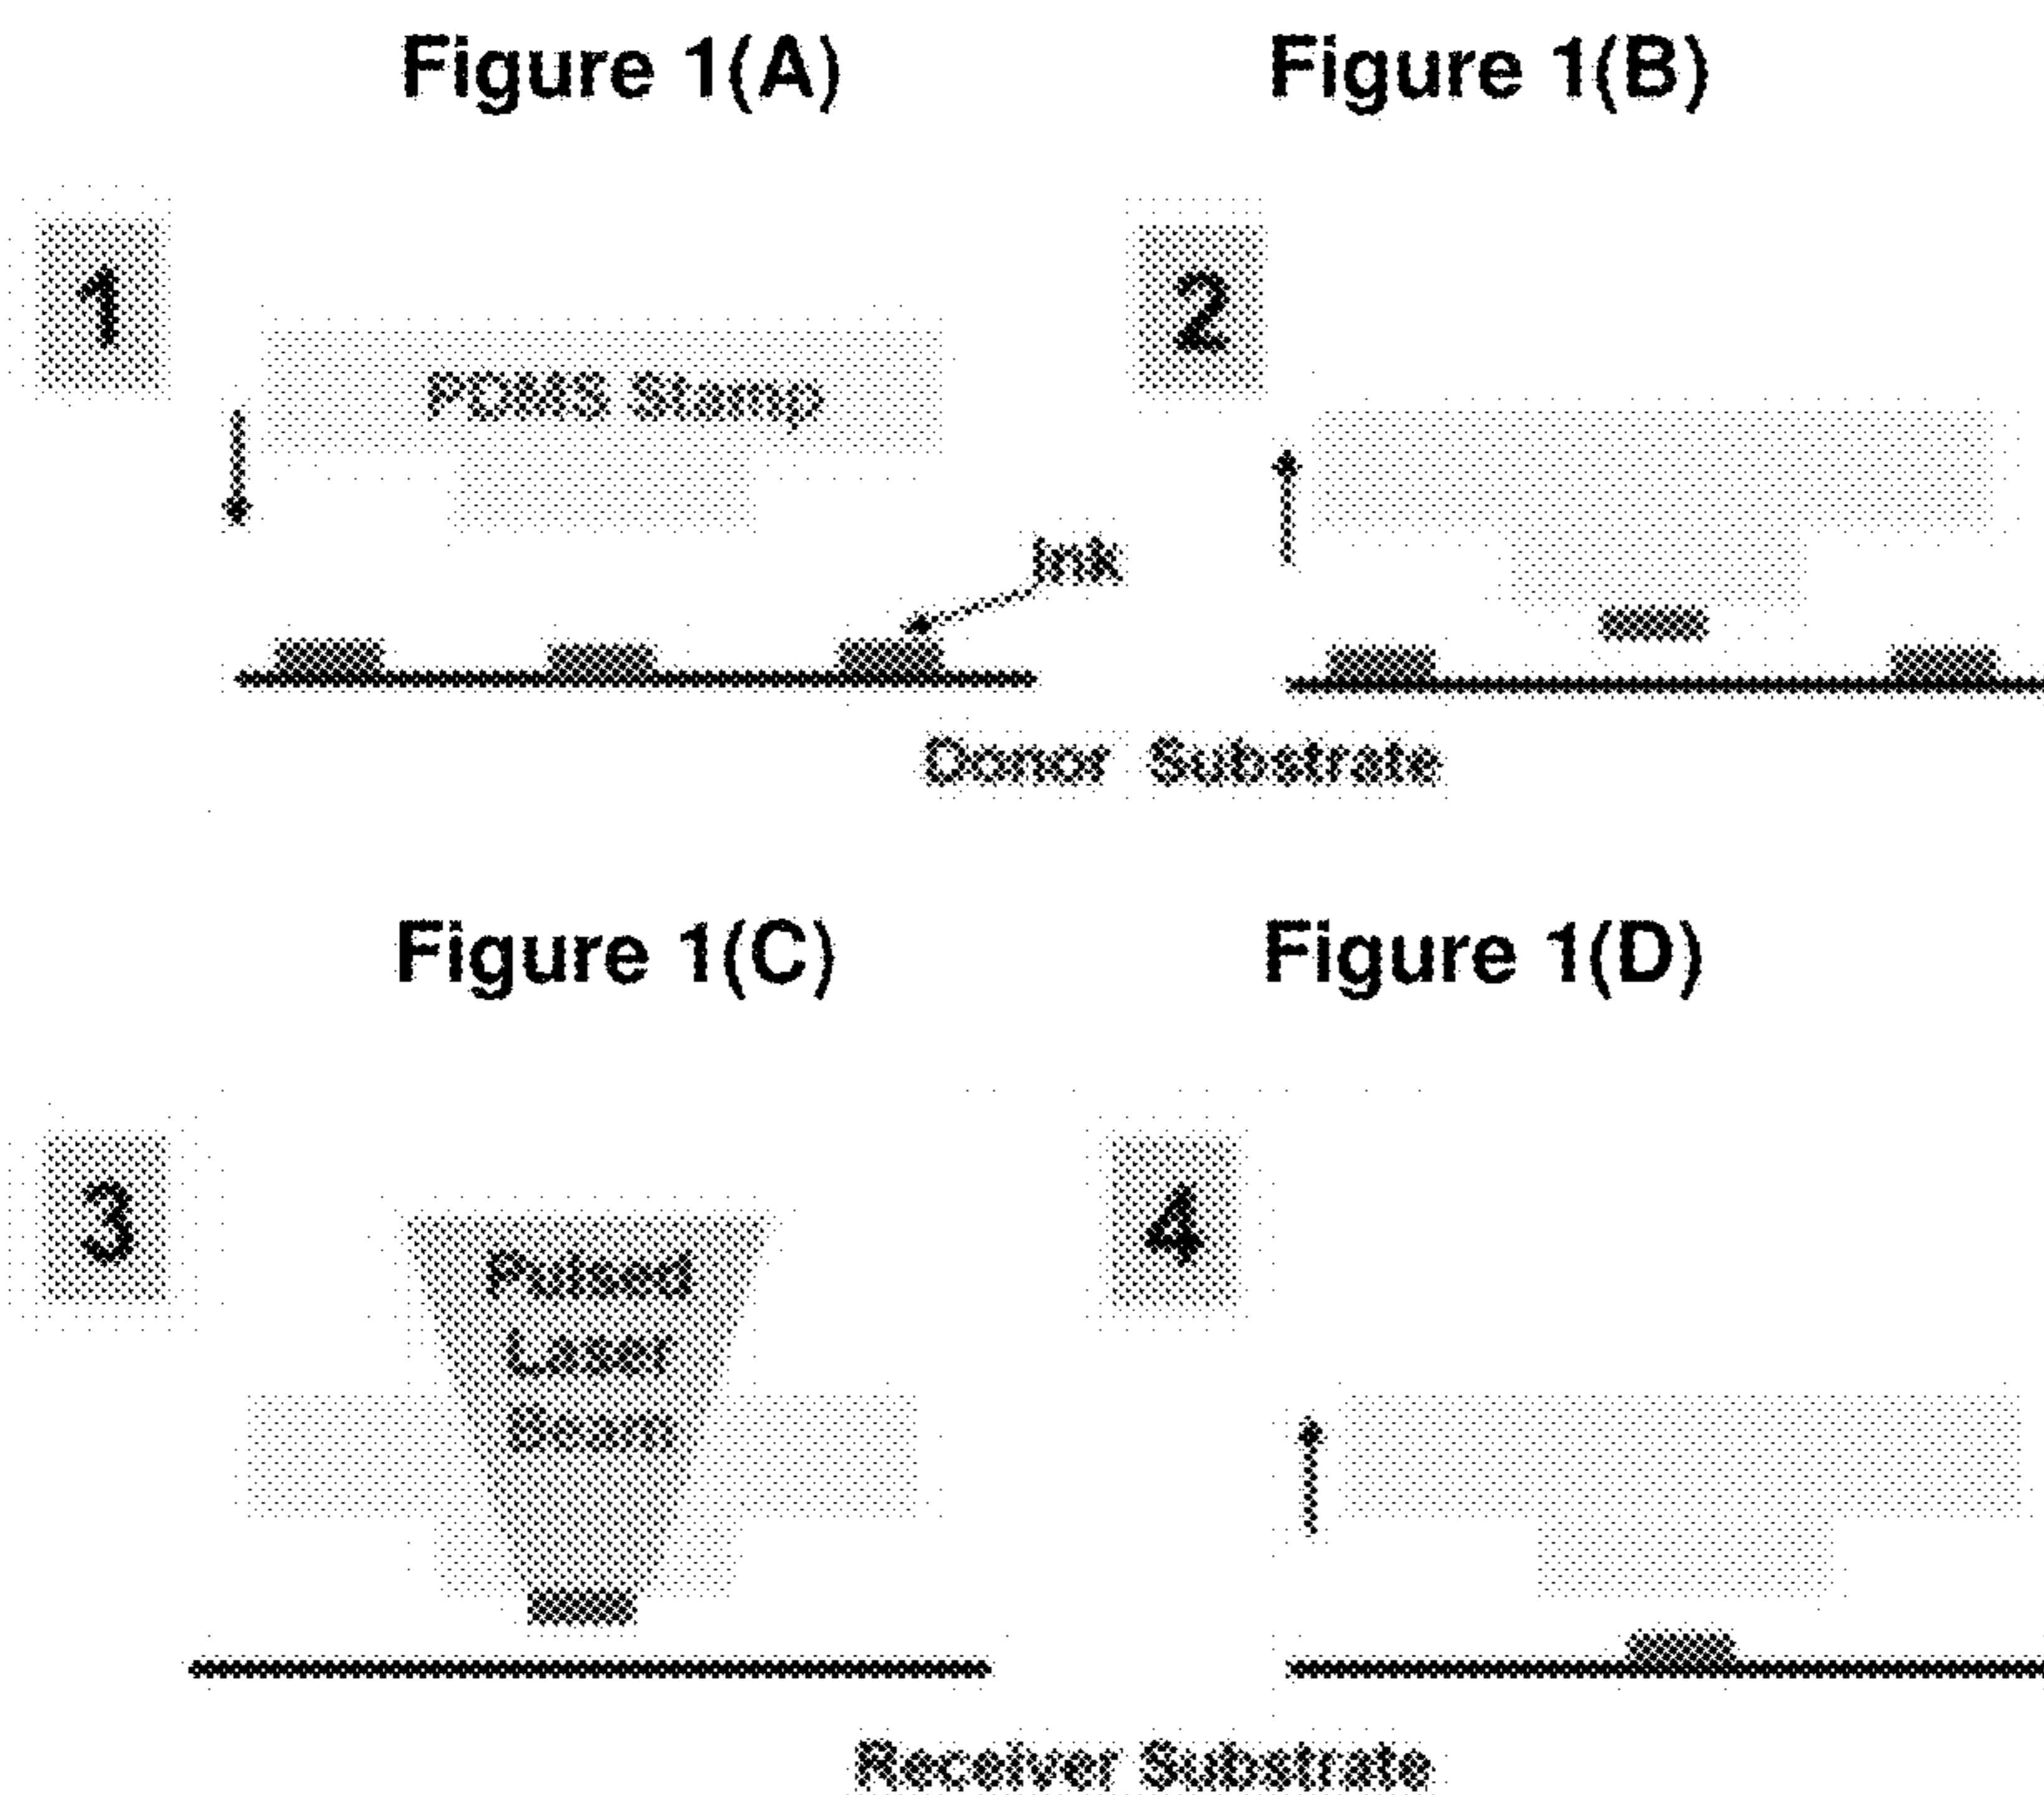 Figure 1(A)
Figure 1(B)
1
2
PDMS Stamp
Ink
Donor Substrate
Figure 1(C)
Figure 1(D)
3
4
Pulsed
Laser
Beam
Receiver Substrate